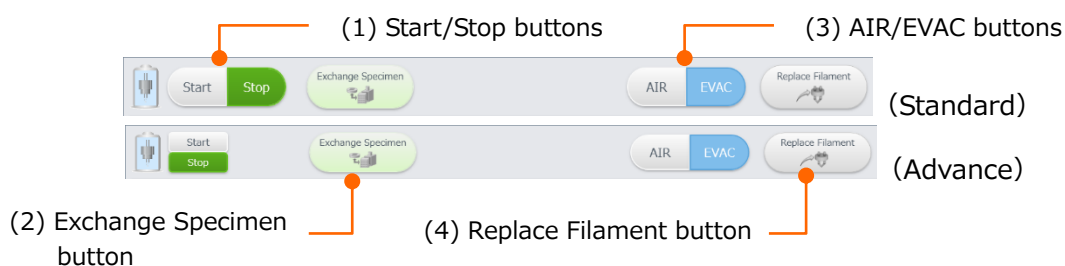 (1) Start/Stop buttons
(3) AIR/EVAC buttons
Start Stop Exchange Specimen AIR EVAC Replace Filament
（Standard）
Start
Stop
Exchange Specimen AIR EVAC Replace Filament
（Advance）
(2) Exchange Specimen
button
(4) Replace Filament button